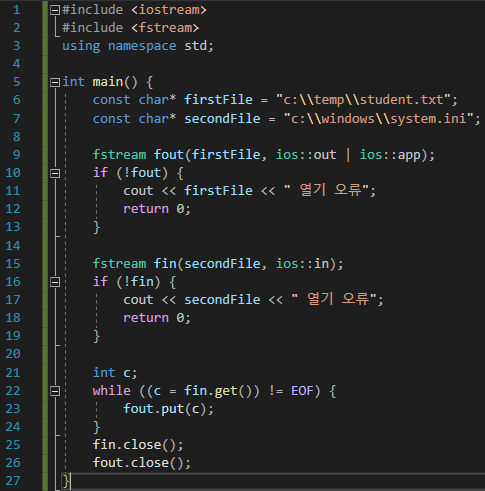 1 #include <iostream>
2 #include <fstream>
3 using namespace std;
4
5 int main() {
6 const char* firstFile = "c:\\temp\\student.txt";
7 const char* secondFile = "c:\\windows\\system.ini";
8
9 fstream fout(firstFile, ios::out | ios::app);
10 if (!fout) {
11 cout << firstFile << " 열기 오류";
12 return 0;
13 }
14
15 fstream fin(secondFile, ios::in);
16 if (!fin) {
17 cout << secondFile << " 열기 오류";
18 return 0;
19 }
20
21 int c;
22 while ((c = fin.get()) != EOF) {
23 fout.put(c);
24 }
25 fin.close();
26 fout.close();
27 }